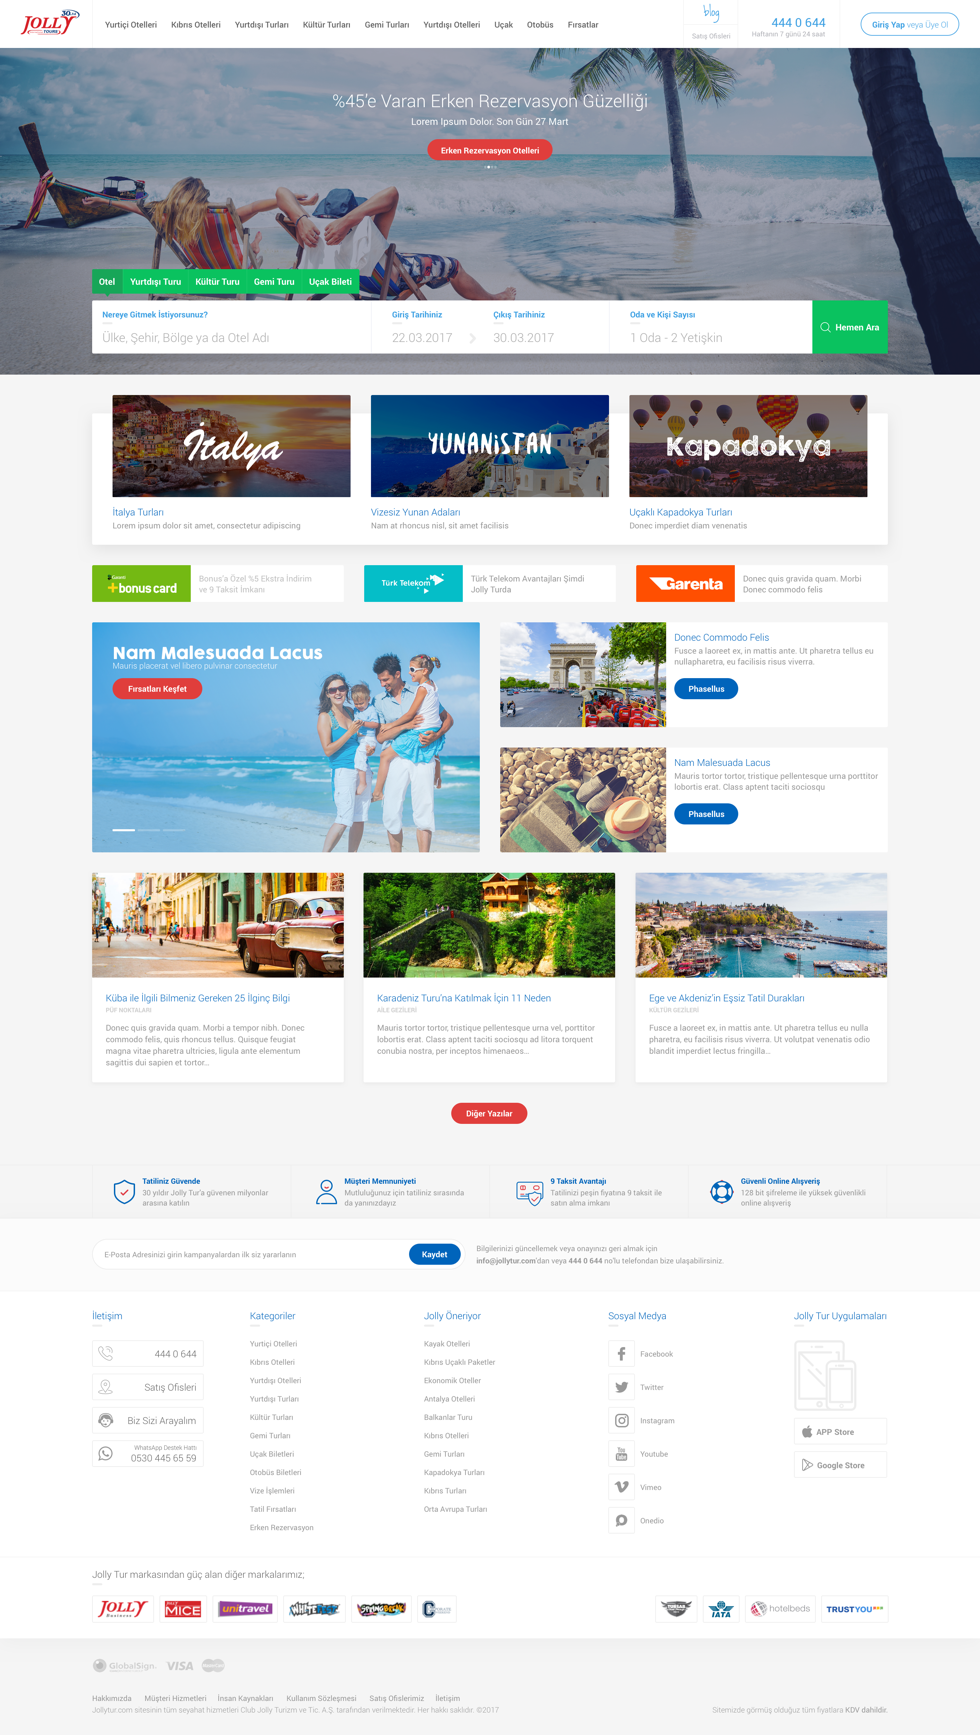 JOLLY
TOUR
30.YIL
Yurtiçi Otelleri
Kıbrıs Otelleri
Yurtdışı Turları
Kültür Turları
Gemi Turları
Yurtdışı Otelleri
Uçak
Otobüs
Fırsatlar
blog
Satış Ofisleri
444 0 644
Haftanın 7 günü 24 saat
Giriş Yap veya Üye Ol
%45'e Varan Erken Rezervasyon Güzelliği
Lorem Ipsum Dolor. Son Gün 27 Mart
Erken Rezervasyon Otelleri
Otel
Yurtdışı Turu
Kültür Turu
Gemi Turu
Uçak Bileti
Nereye Gitmek İstiyorsunuz?
Ülke, Şehir, Bölge ya da Otel Adı
Giriş Tarihiniz
22.03.2017
Çıkış Tarihiniz
30.03.2017
Oda ve Kişi Sayısı
1 Oda - 2 Yetişkin
Hemen Ara
İtalya
İtalya Turları
Lorem ipsum dolor sit amet, consectetur adipiscing
YUNANİSTAN
Vizesiz Yunan Adaları
Nam at rhoncus nisl, sit amet facilisis
Kapadokya
Uçaklı Kapadokya Turları
Donec imperdiet diam venenatis
Garanti
+bonus card
Bonus'a Özel %5 Ekstra İndirim
ve 9 Taksit İmkanı
Türk Telekom
Türk Telekom Avantajları Şimdi
Jolly Turda
Garenta
Donec quis gravida quam. Morbi
Donec commodo felis
Nam Malesuada Lacus
Mauris placerat vel libero pulvinar consectetur
Fırsatları Keşfet
Donec Commodo Felis
Fusce a laoreet ex, in mattis ante. Ut pharetra tellus eu
nullapharetra, eu facilisis risus viverra.
Phasellus
Nam Malesuada Lacus
Mauris tortor tortor, tristique pellentesque urna porttitor
lobortis erat. Class aptent taciti sociosqu
Phasellus
Küba ile İlgili Bilmeniz Gereken 25 İlginç Bilgi
PÜF NOKTALARI
Donec quis gravida quam. Morbi a tempor nibh. Donec
commodo felis, quis rhoncus tellus. Quisque feugiat
magna vitae pharetra ultricies, ligula ante elementum
sagittis dui sapien et tortor...
Karadeniz Turu'na Katılmak İçin 11 Neden
AİLE GEZİLERİ
Mauris tortor tortor, tristique pellentesque urna vel, porttitor
lobortis erat. Class aptent taciti sociosqu ad litora torquent
conubia nostra, per inceptos himenaeos...
Ege ve Akdeniz'in Eşsiz Tatil Durakları
KÜLTÜR GEZİLERİ
Fusce a laoreet ex, in mattis ante. Ut pharetra tellus eu nulla
pharetra, eu facilisis risus viverra. Ut volutpat venenatis odio
blandit imperdiet lectus fringilla...
Diğer Yazılar
Tatiliniz Güvende
30 yıldır Jolly Tur'a güvenen milyonlar
arasına katılın
Müşteri Memnuniyeti
Mutluluğunuz için tatiliniz sırasında
da yanınızdayız
9 Taksit Avantajı
Tatilinizi peşin fiyatına 9 taksit ile
satın alma imkanı
Güvenli Online Alışveriş
128 bit şifreleme ile yüksek güvenlikli
online alışveriş
E-Posta Adresinizi girin kampanyalardan ilk siz yararlanın
Kaydet
Bilgilerinizi güncellemek veya onayınızı geri almak için
info@jollytur.com'dan veya 444 0 644 no'lu telefondan bize ulaşabilirsiniz.
İletişim
444 0 644
Satış Ofisleri
Biz Sizi Arayalım
WhatsApp Destek Hattı
0530 445 65 59
Kategoriler
Yurtiçi Otelleri
Kıbrıs Otelleri
Yurtdışı Otelleri
Yurtdışı Turları
Kültür Turları
Gemi Turları
Uçak Biletleri
Otobüs Biletleri
Vize İşlemleri
Tatil Fırsatları
Erken Rezervasyon
Jolly Öneriyor
Kayak Otelleri
Kıbrıs Uçaklı Paketler
Ekonomik Oteller
Antalya Otelleri
Balkanlar Turu
Kıbrıs Otelleri
Gemi Turları
Kapadokya Turları
Kıbrıs Turları
Orta Avrupa Turları
Sosyal Medya
Facebook
Twitter
Instagram
You Tube
Youtube
Vimeo
Onedio
Jolly Tur Uygulamaları
APP Store
Google Store
Jolly Tur markasından güç alan diğer markalarımız;
JOLLY
Business
JOLLY
MICE
unitravel
WHITEFEST
SPRINGBREAK
TÜRSAB
IATA
hotelbeds
TRUSTYOU
GlobalSign.
VISA
MasterCard
Hakkımızda
Müşteri Hizmetleri
İnsan Kaynakları
Kullanım Sözleşmesi
Satış Ofislerimiz
İletişim
Jollytur.com sitesinin tüm seyahat hizmetleri Club Jolly Turizm ve Tic. A.Ş. tarafından verilmektedir. Her hakkı saklıdır. ©2017
Sitemizde görmüş olduğuz tüm fiyatlara KDV dahildir.